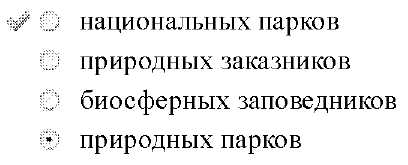 национальных парков
природных заказников
биосферных заповедников
природных парков